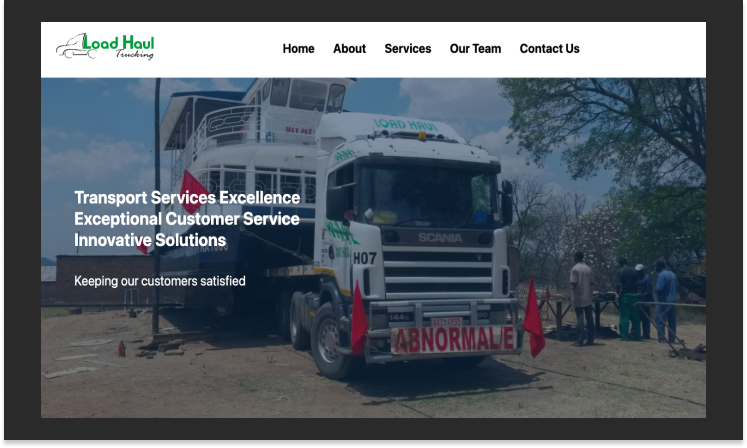 Load Haul
Trucking
Home About Services Our Team Contact Us
LOAD HAUL
Transport Services Excellence
Exceptional Customer Service
Innovative Solutions
SCANIA
H07
Keeping our customers satisfied
144G
ABNORMAL/E